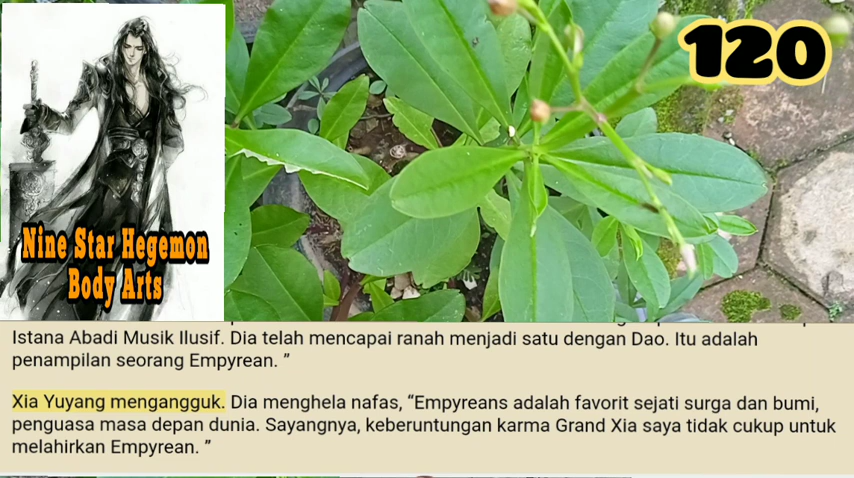 120
Nine Star Hegemon
Body Arts
Istana Abadi Musik Ilusif. Dia telah mencapai ranah menjadi satu dengan Dao. Itu adalah
penampilan seorang Empyrean. ”
Xia Yuyang mengangguk. Dia menghela nafas, “Empyreans adalah favorit sejati surga dan bumi,
penguasa masa depan dunia. Sayangnya, keberuntungan karma Grand Xia saya tidak cukup untuk
melahirkan Empyrean. ”